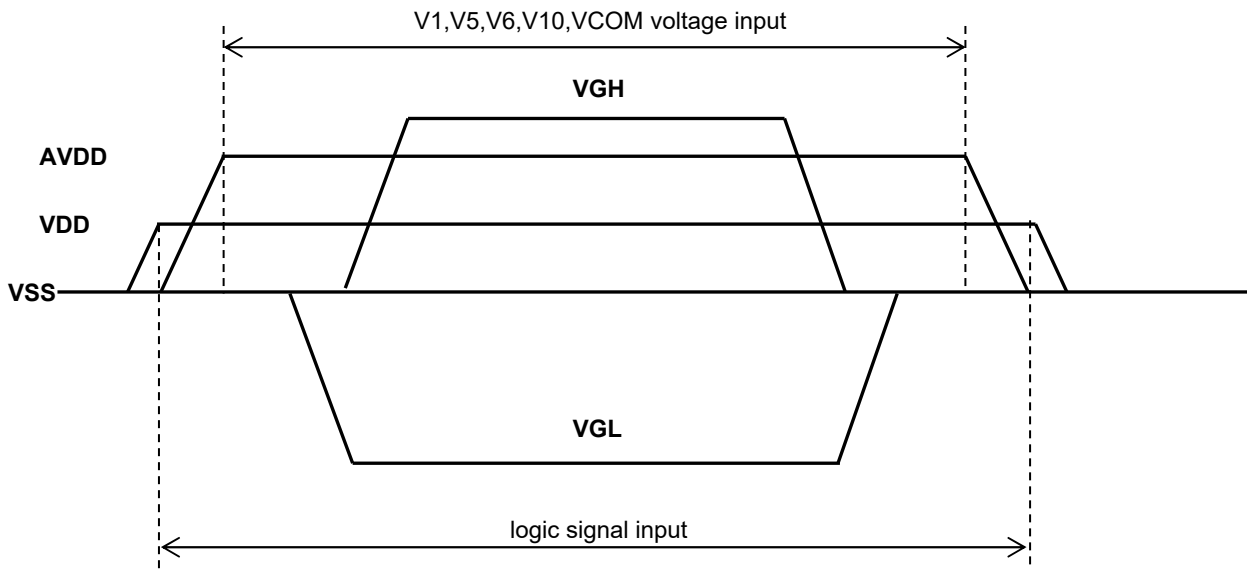 V1,V5,V6,V10,VCOM voltage input
VGH
AVDD
VDD
VSS
VGL
logic signal input